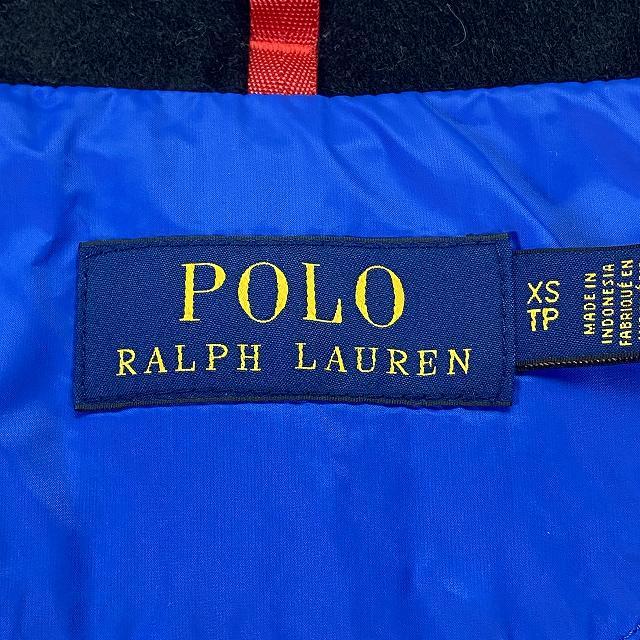 POLO
RALPH LAUREN
XS
TP
MADE IN
INDONESIA
FABRIQUÉ EN